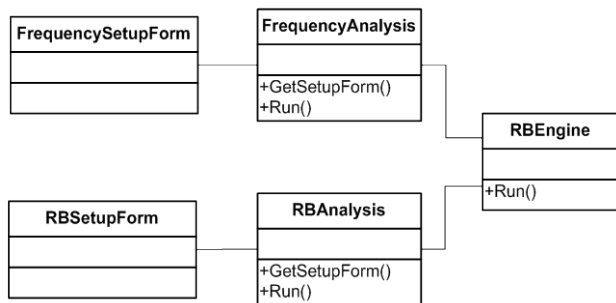 FrequencySetupForm
FrequencyAnalysis
+GetSetupForm()
+Run()
RBEngine
+Run()
RBSetupForm
RBAnalysis
+GetSetupForm()
+Run()